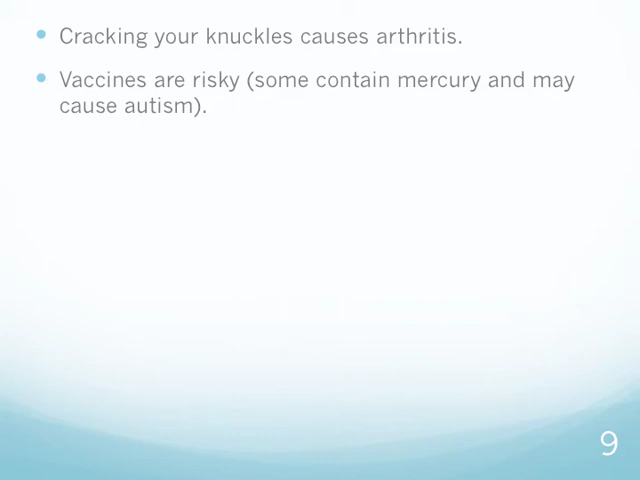 Cracking your knuckles causes arthritis.
Vaccines are risky (some contain mercury and may
cause autism).
9